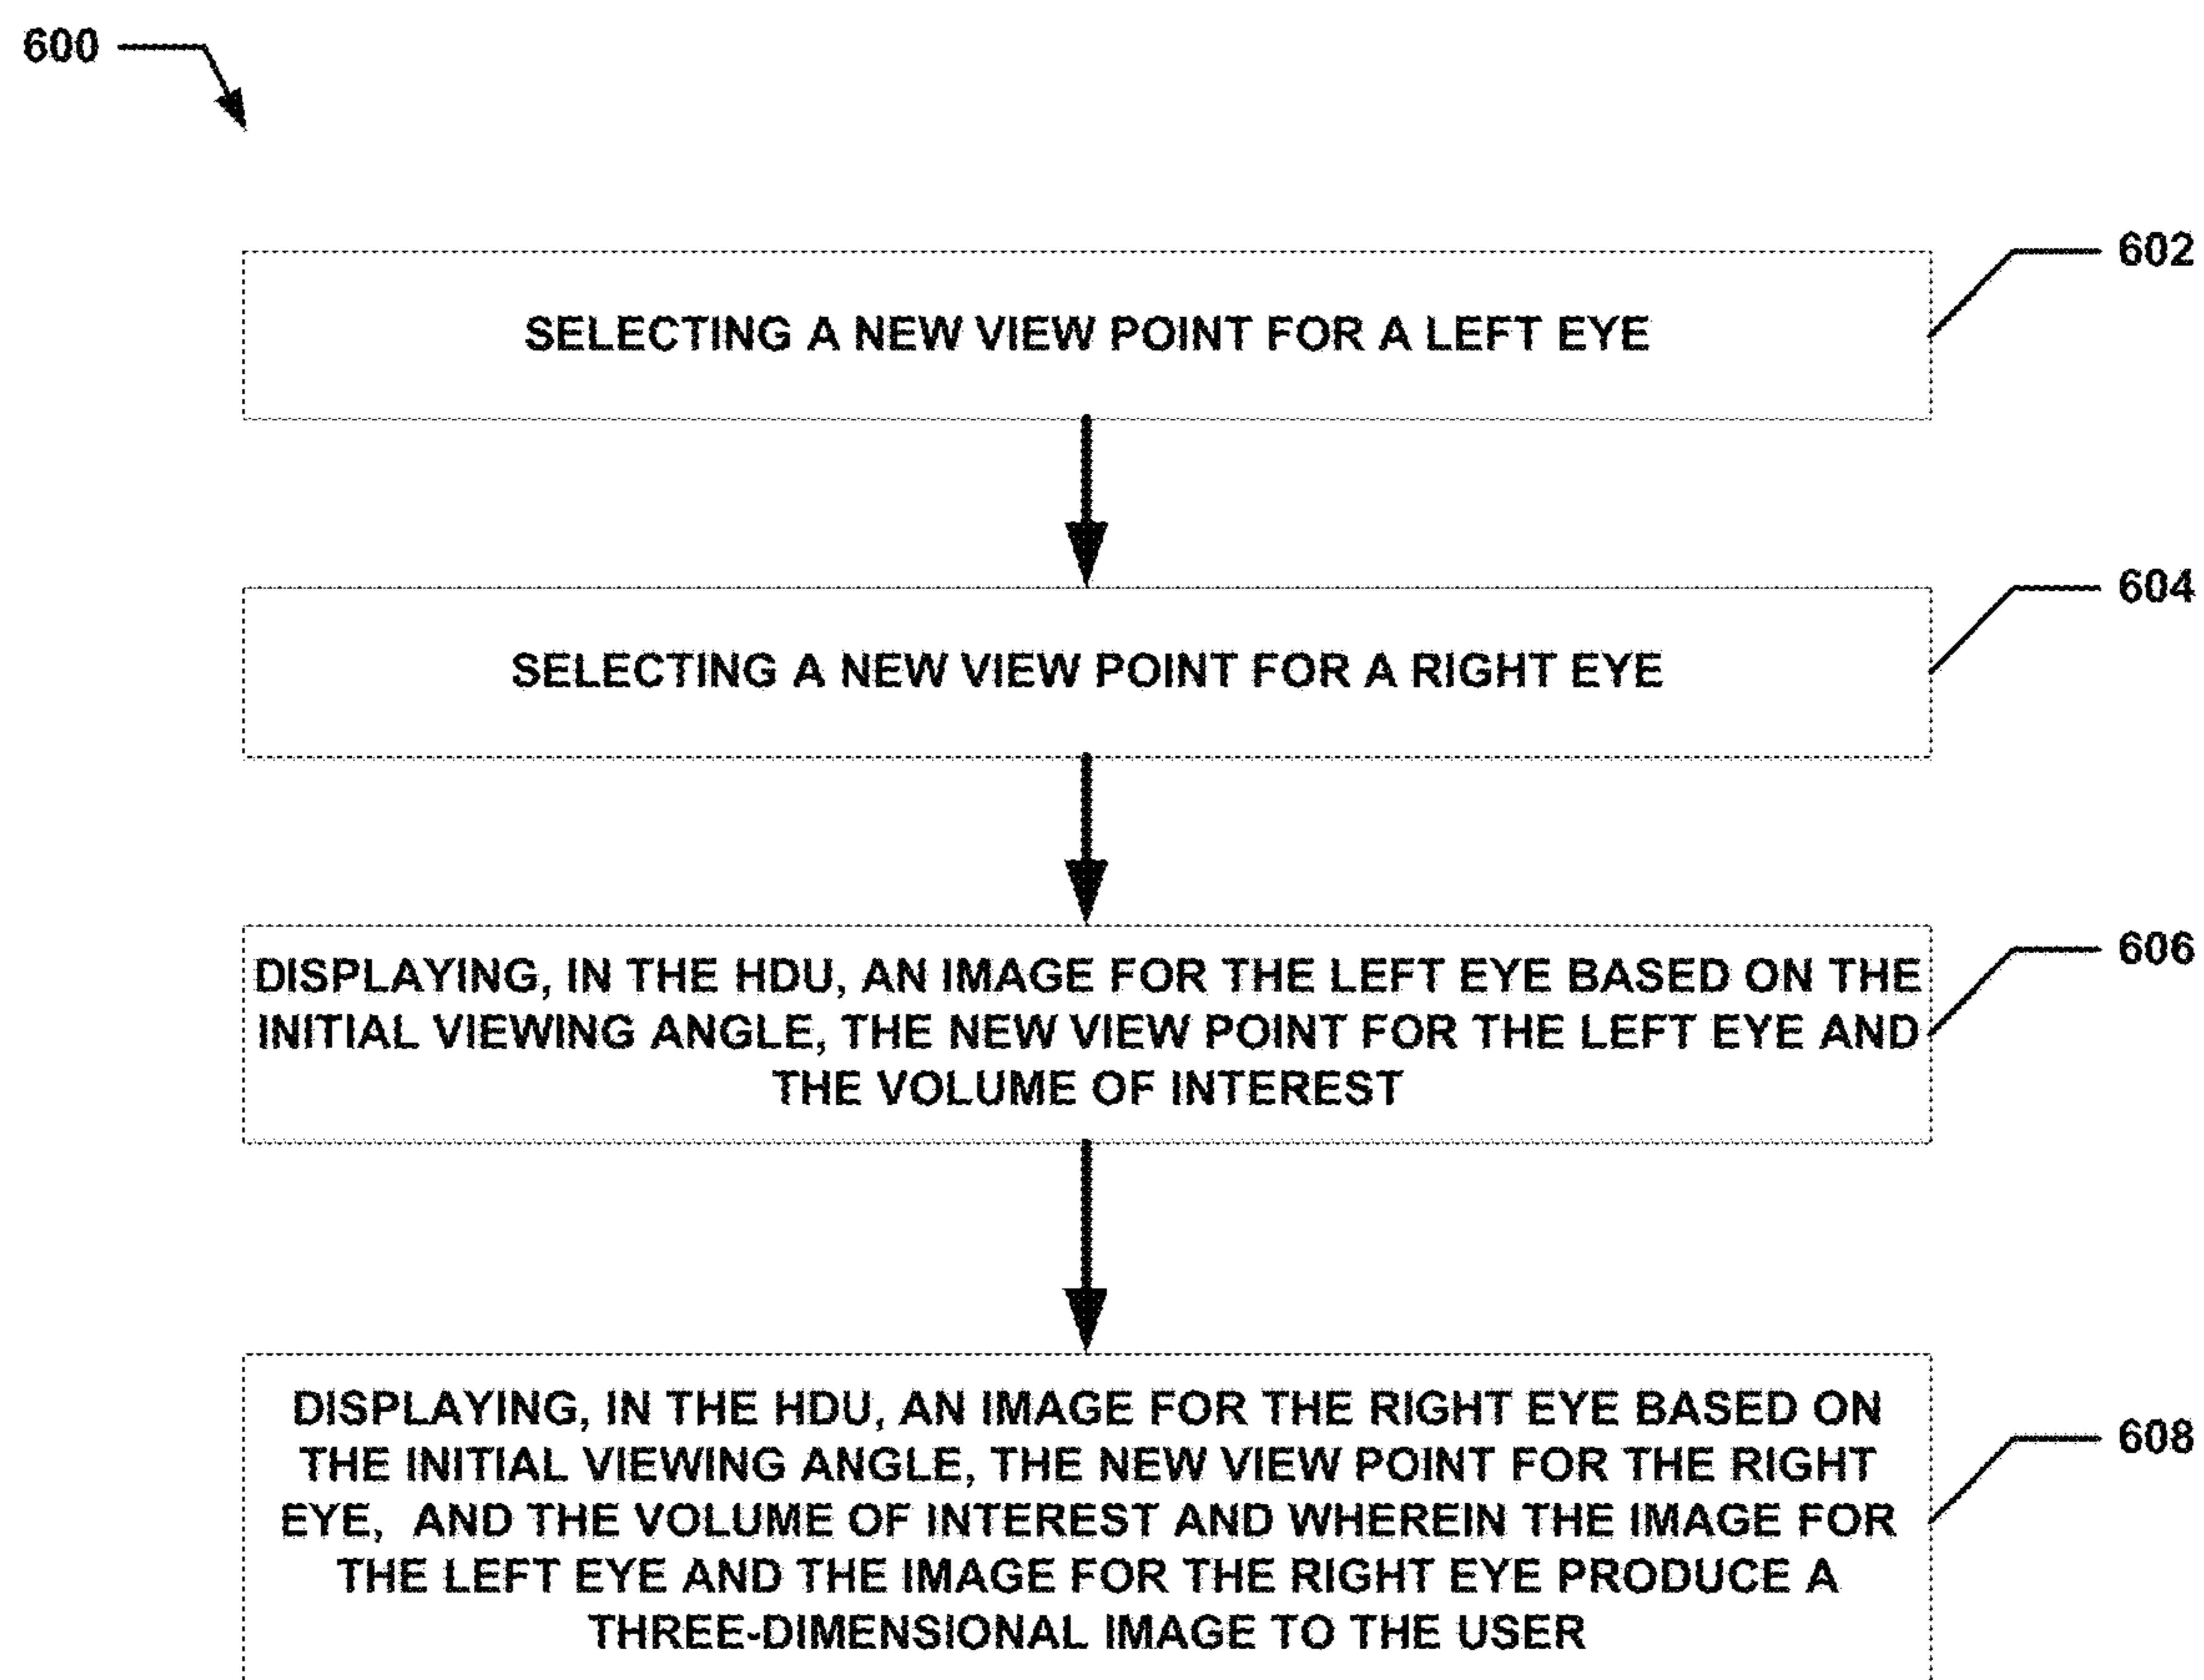 600
602
SELECTING A NEW VIEW POINT FOR A LEFT EYE
604
SELECTING A NEW VIEW POINT FOR A RIGHT EYE
606
DISPLAYING, IN THE HDU, AN IMAGE FOR THE LEFT EYE BASED ON THE
INITIAL VIEWING ANGLE, THE NEW VIEW POINT FOR THE LEFT EYE AND
THE VOLUME OF INTEREST
608
DISPLAYING, IN THE HDU, AN IMAGE FOR THE RIGHT EYE BASED ON
THE INITIAL VIEWING ANGLE, THE NEW VIEW POINT FOR THE RIGHT
EYE, AND THE VOLUME OF INTEREST AND WHEREIN THE IMAGE FOR
THE LEFT EYE AND THE IMAGE FOR THE RIGHT EYE PRODUCE A
THREE-DIMENSIONAL IMAGE TO THE USER